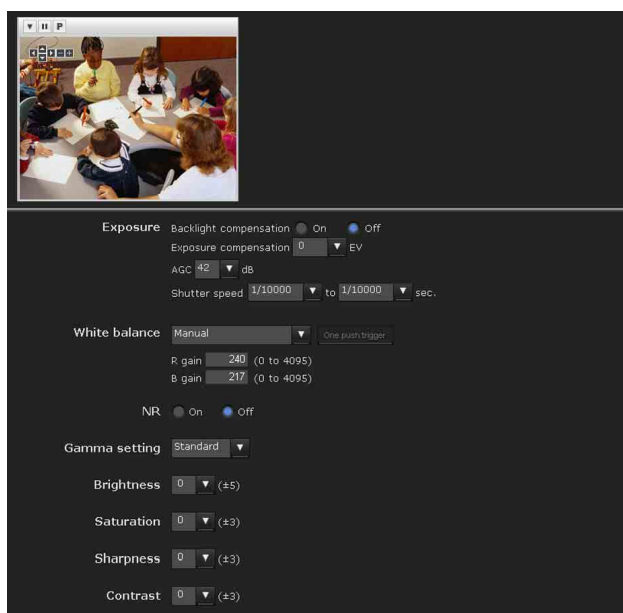 P
Exposure Backlight compensation On Off
Exposure compensation 0 EV
AGC 42 dB
Shutter speed 1/10000 to 1/10000 sec.
White balance Manual One push trigger
R gain 240 (0 to 4095)
B gain 217 (0 to 4095)
NR On Off
Gamma setting Standard
Brightness 0 (±5)
Saturation 0 (±3)
Sharpness 0 (±3)
Contrast 0 (±3)